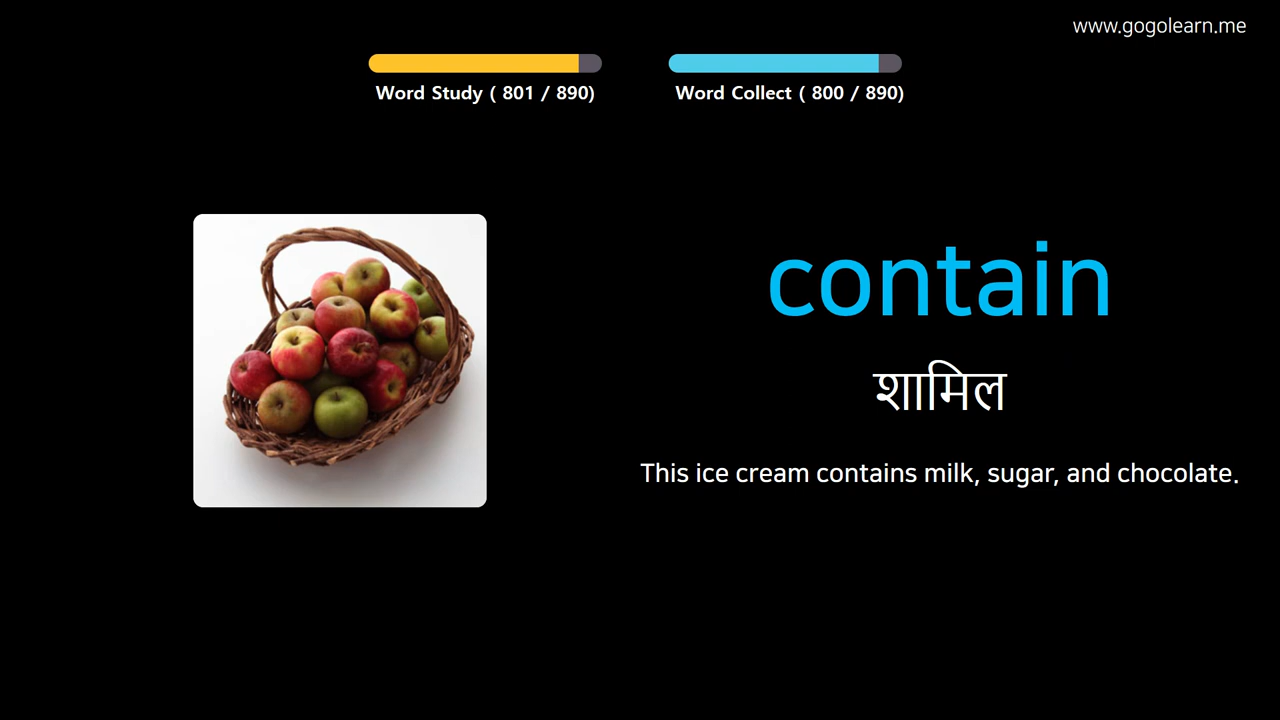 www.gogolearn.me
Word Study ( 801 / 890)
Word Collect ( 800 / 890)
contain
शामिल
This ice cream contains milk, sugar, and chocolate.